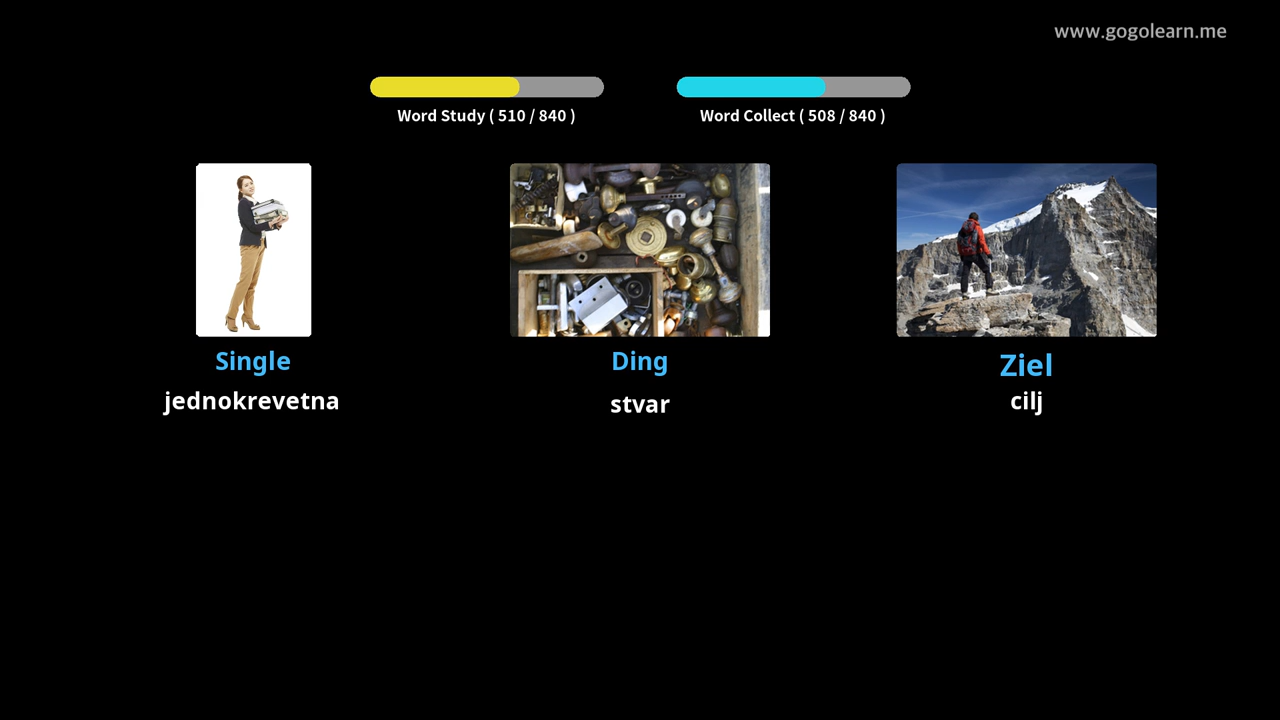 www.gogolearn.me
Word Study ( 510 / 840 )
Word Collect ( 508 / 840 )
Single
Ding
Ziel
jednokrevetna
stvar
cilj